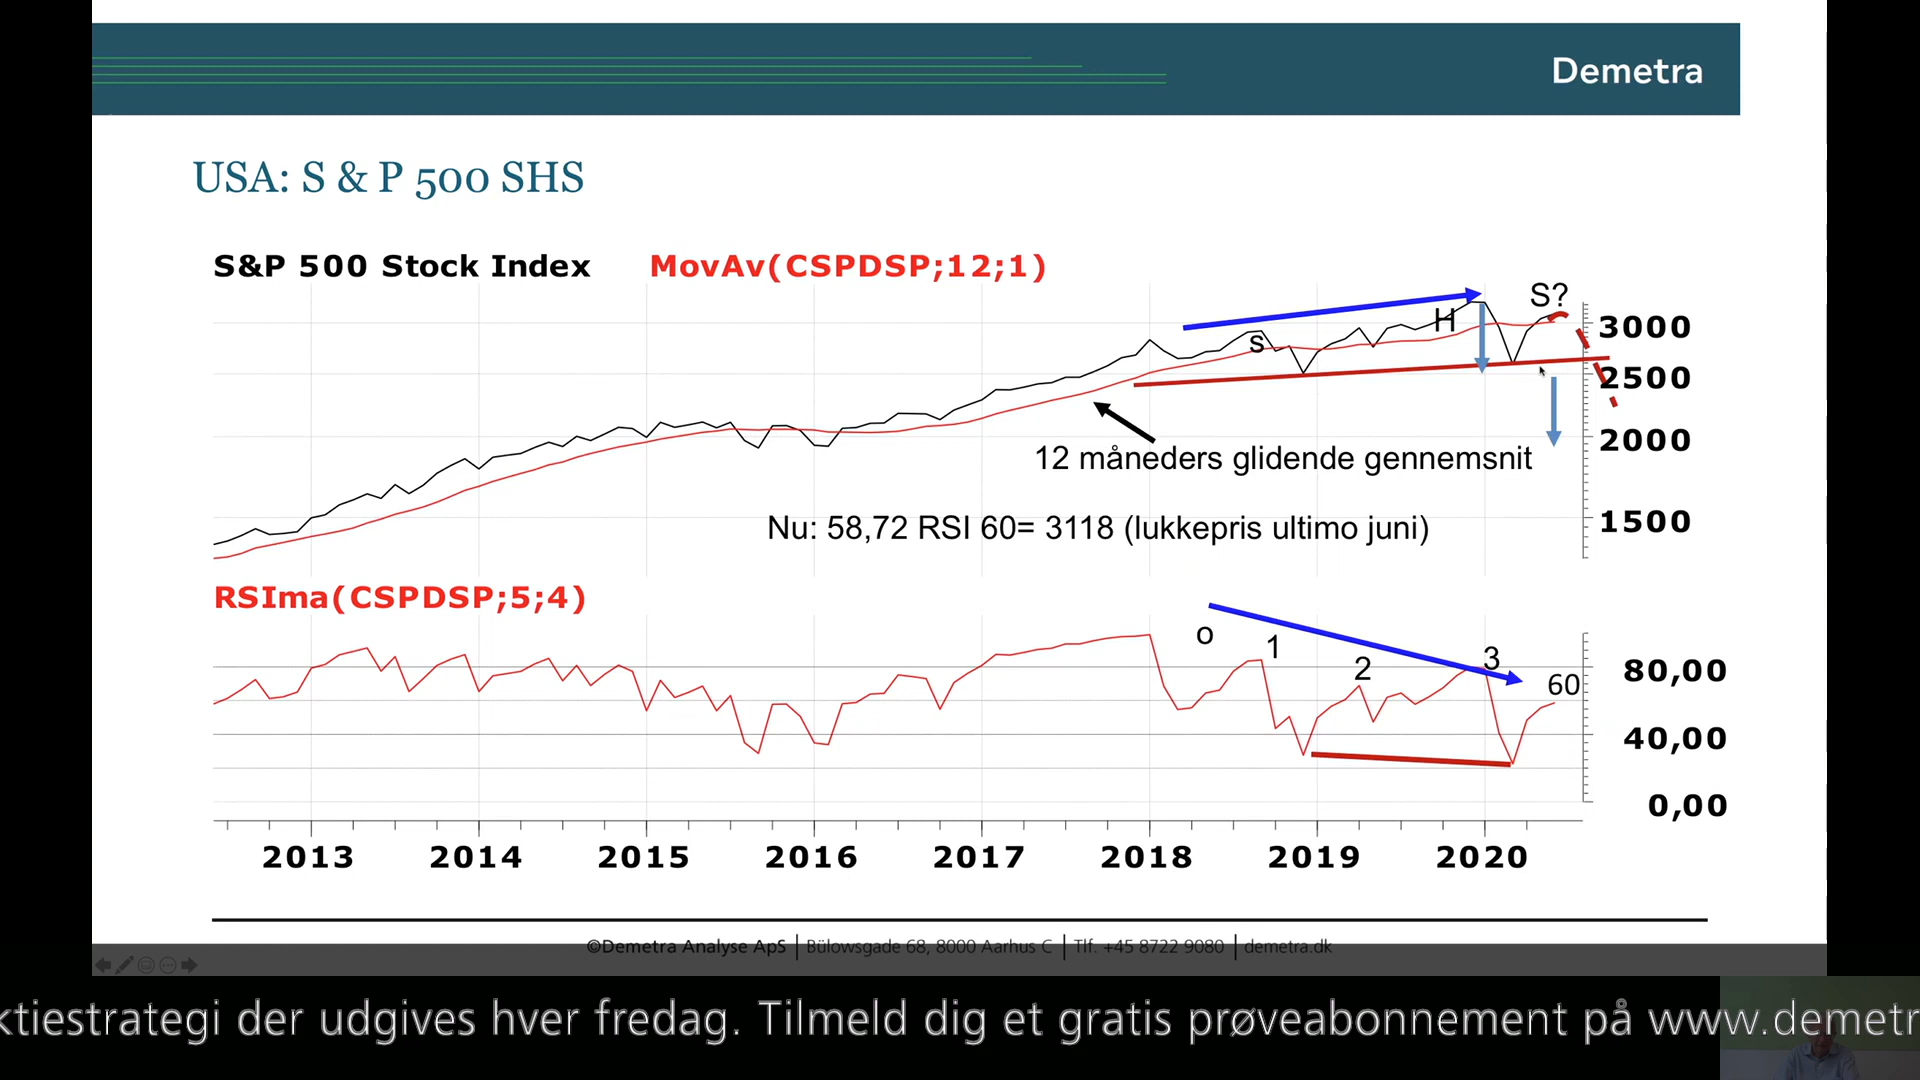 Demetra
USA: S & P 500 SHS
S&P 500 Stock Index MovAv(CSPDSP;12;1)
S?
H
s
3000
2500
2000
1500
12 måneders glidende gennemsnit
Nu: 58,72 RSI 60= 3118 (lukkepris ultimo juni)
RSIma(CSPDSP;5;4)
o 1 2 3 60
80,00
40,00
0,00
2013 2014 2015 2016 2017 2018 2019 2020
©Demetra Analyse ApS | Bülowsgade 68, 8000 Aarhus C | Tlf. +45 8722 9080 | demetra.dk
ktiestrategi der udgives hver fredag. Tilmeld dig et gratis prøveabonnement på www.demetr